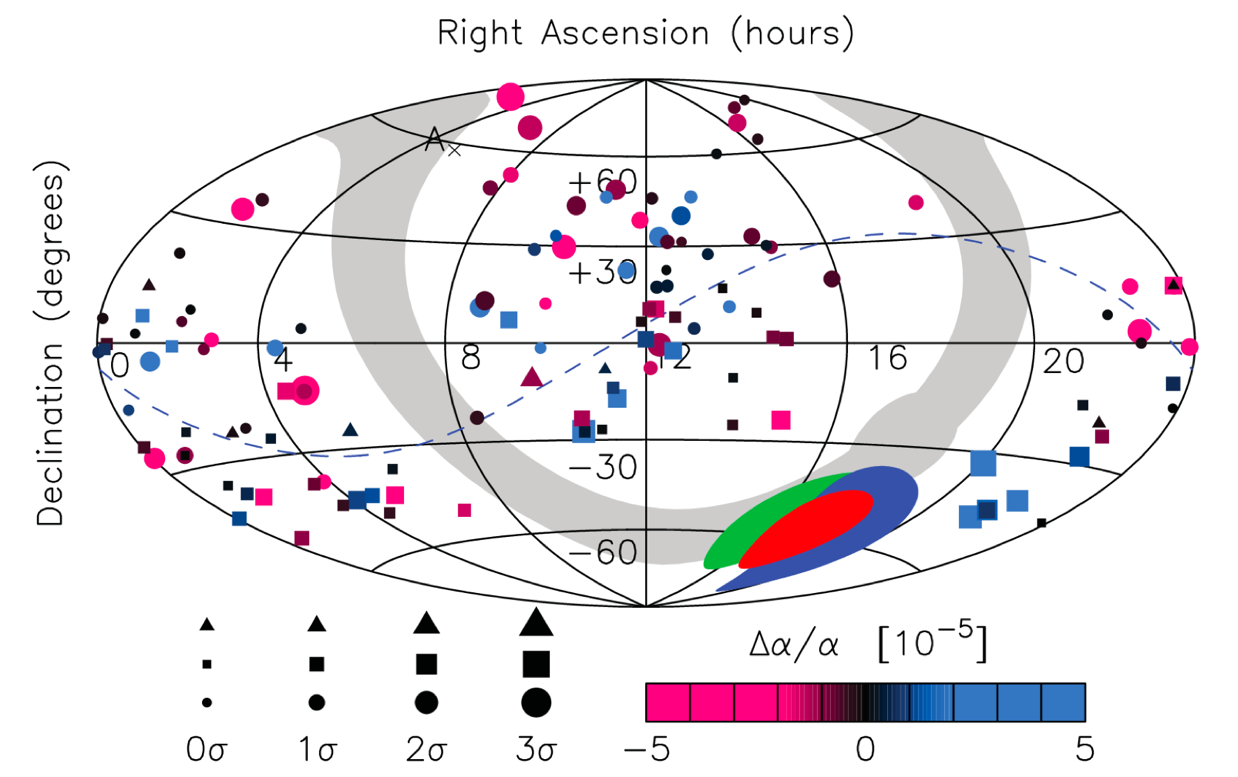 Right Ascension (hours)
Declination (degrees)
A
+60
+30
0 4 8 12 16 20
−30
−60
Δα/α [10⁻⁵]
0σ 1σ 2σ 3σ
−5 0 5